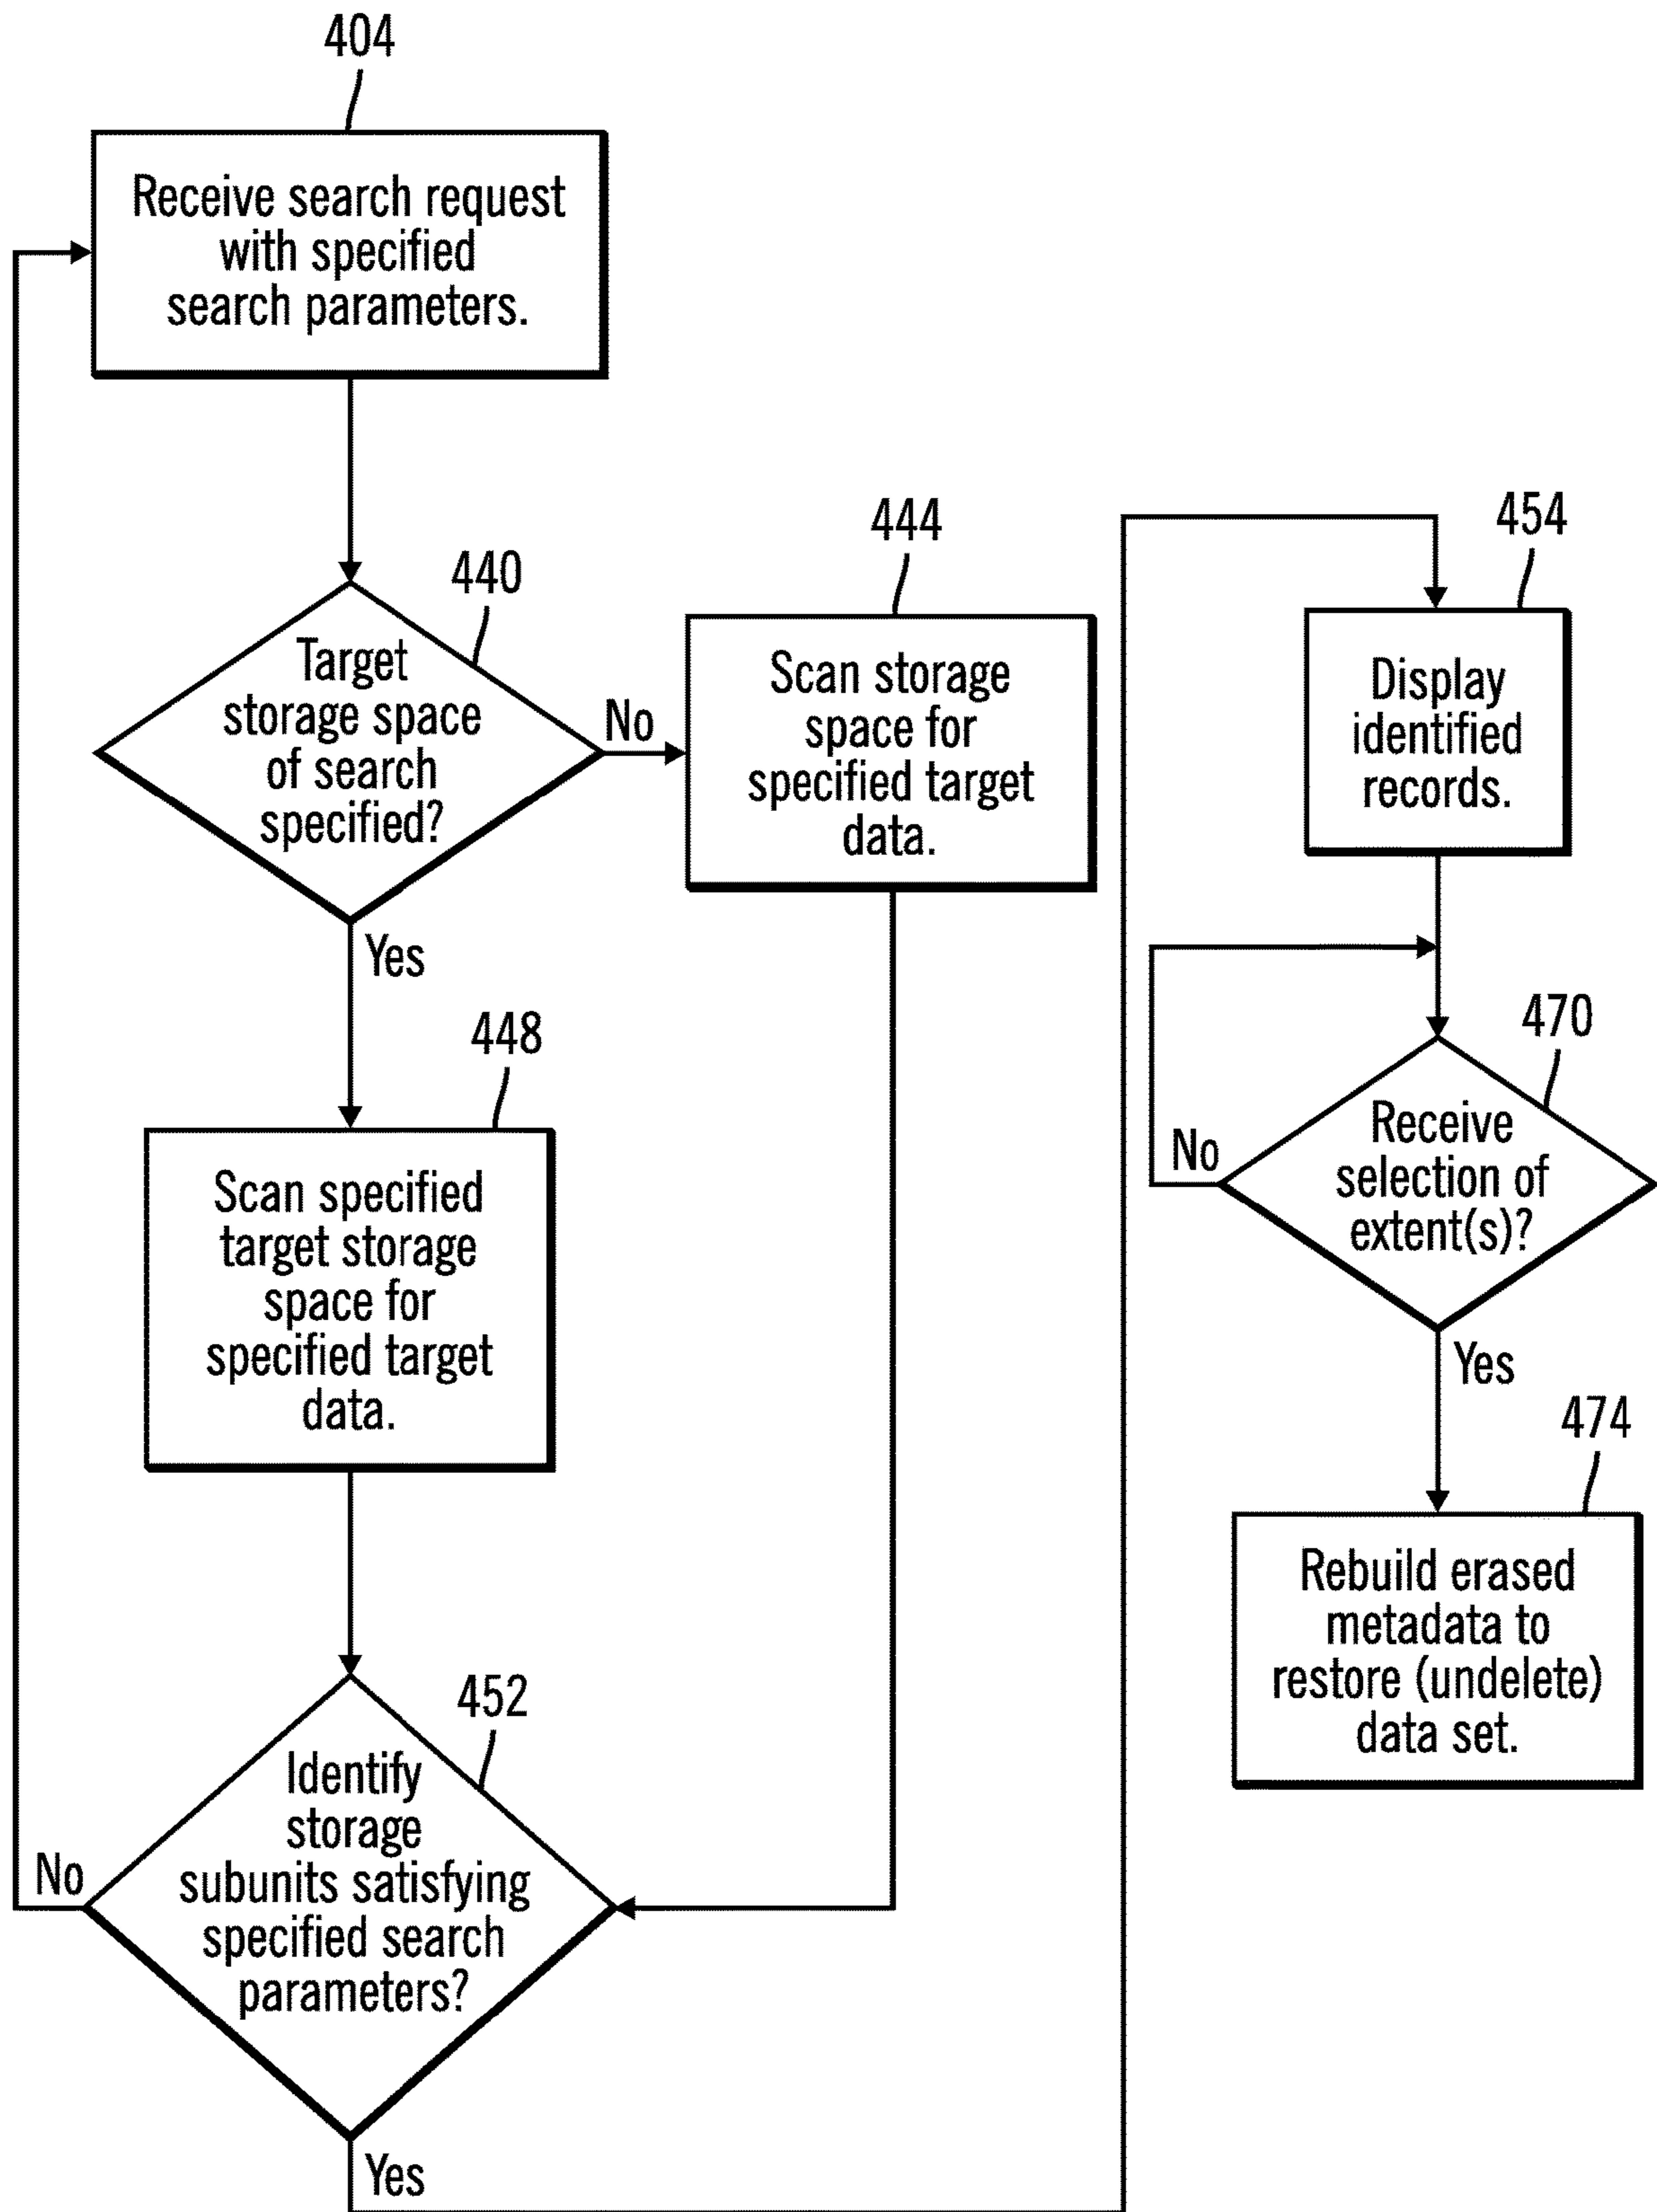 404
Receive search request
with specified
search parameters.
440
Target
storage space
of search
specified?
No
Yes
444
Scan storage
space for
specified target
data.
448
Scan specified
target storage
space for
specified target
data.
452
Identify
storage
subunits satisfying
specified search
parameters?
No
Yes
454
Display
identified
records.
470
Receive
selection of
extent(s)?
No
Yes
474
Rebuild erased
metadata to
restore (undelete)
data set.